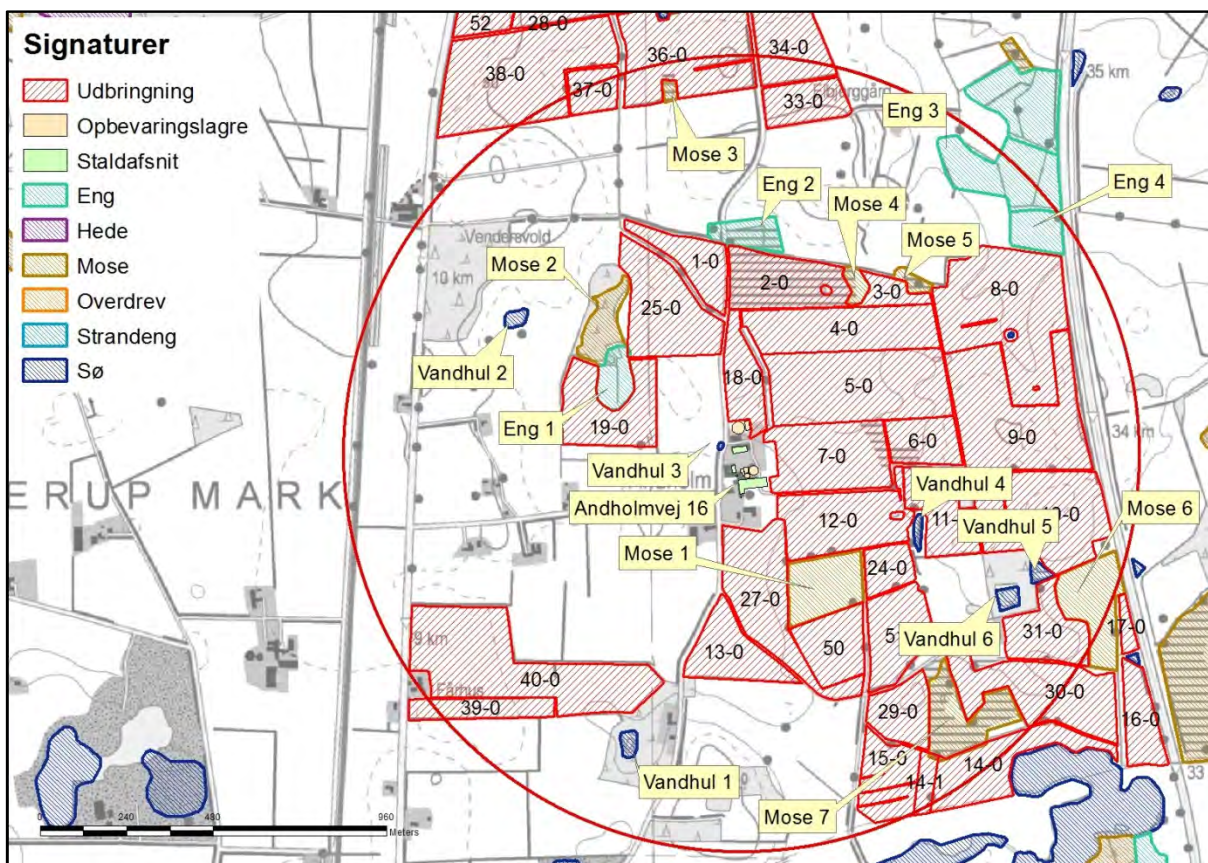 Signaturer
Udbringning
Opbevaringslagre
Staldafsnit
Eng
Hede
Mose
Overdrev
Strandeng
Sø
52
28-0
38-0
37-0
36-0
34-0
33-0
Mose 3
Eng 3
35 km
Eng 2
Mose 4
Eng 4
Mose 5
Vendersvold
Mose 2
10 km
1-0
2-0
3-0
8-0
25-0
4-0
Vandhul 2
18-0
5-0
Eng 1
19-0
7-0
6-0
9-0
34 km
Vandhul 3
ERUP MARK
Andholmvej 16
Vandhul 4
12-0
Vandhul 5
Mose 6
Mose 1
24-0
27-0
Vandhul 6
31-0
17-0
9 km
13-0
50
40-0
Fårhus
39-0
29-0
30-0
16-0
15-0
14-0
14-1
Vandhul 1
Mose 7
33
0 240 480 960
Meters